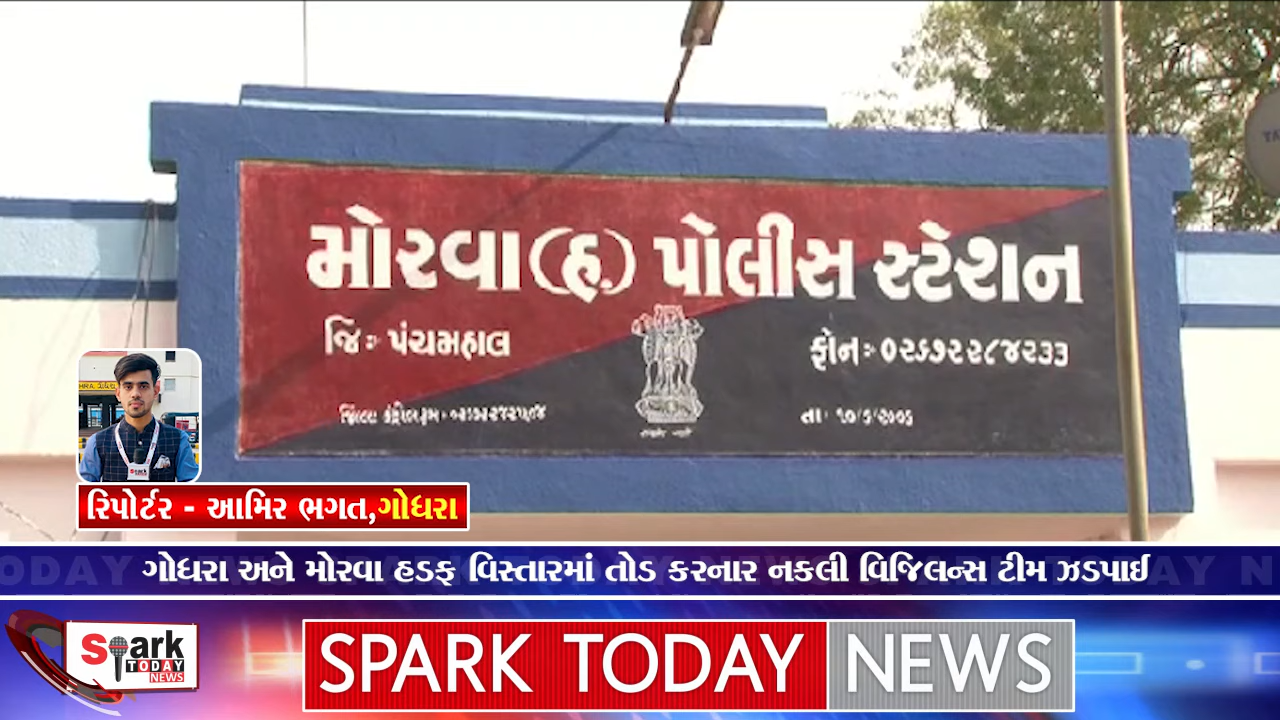 મોરવા(હ.) પોલીસ સ્ટેશન
જિઃ- પંચમહાલ
ફોનઃ- ૦૨૬૭૨૨૮૪૨૩૩
જિલ્લા કંટ્રોલરૂમ
તા
રિપોર્ટર - આમિર ભગત,ગોધરા
ગોધરા અને મોરવા હડફ વિસ્તારમાં તોડ કરનાર નકલી વિજિલન્સ ટીમ ઝડપાઈ
Spark
TODAY
NEWS
SPARK TODAY NEWS